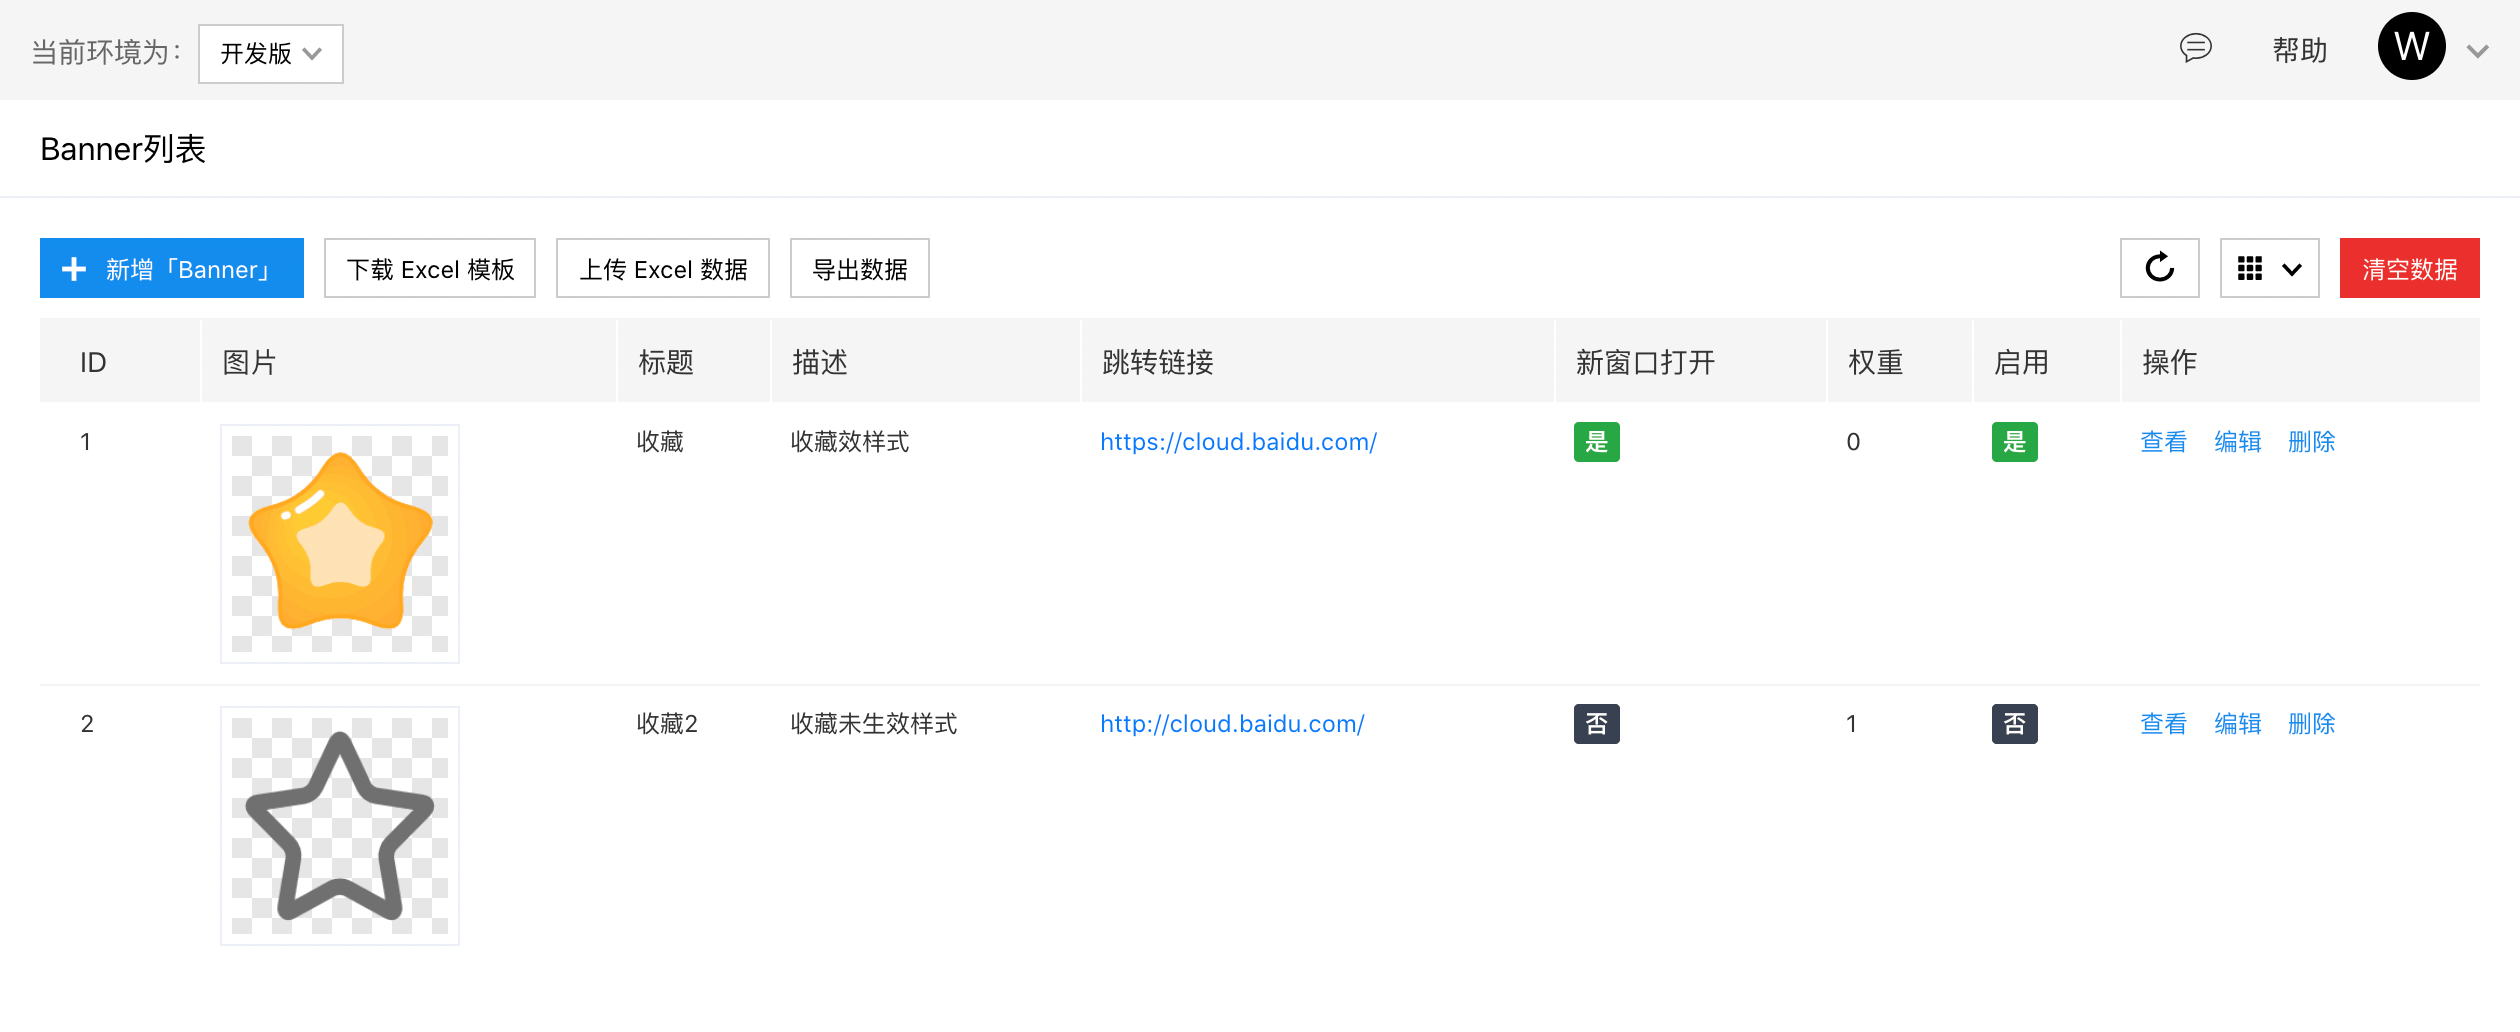 当前环境为： 开发版 帮助 W
Banner列表
新增「Banner」 下载 Excel 模板 上传 Excel 数据 导出数据 清空数据
ID 图片 标题 描述 跳转链接 新窗口打开 权重 启用 操作
1 收藏 收藏效样式 https://cloud.baidu.com/ 是 0 是 查看 编辑 删除
2 收藏2 收藏未生效样式 http://cloud.baidu.com/ 否 1 否 查看 编辑 删除